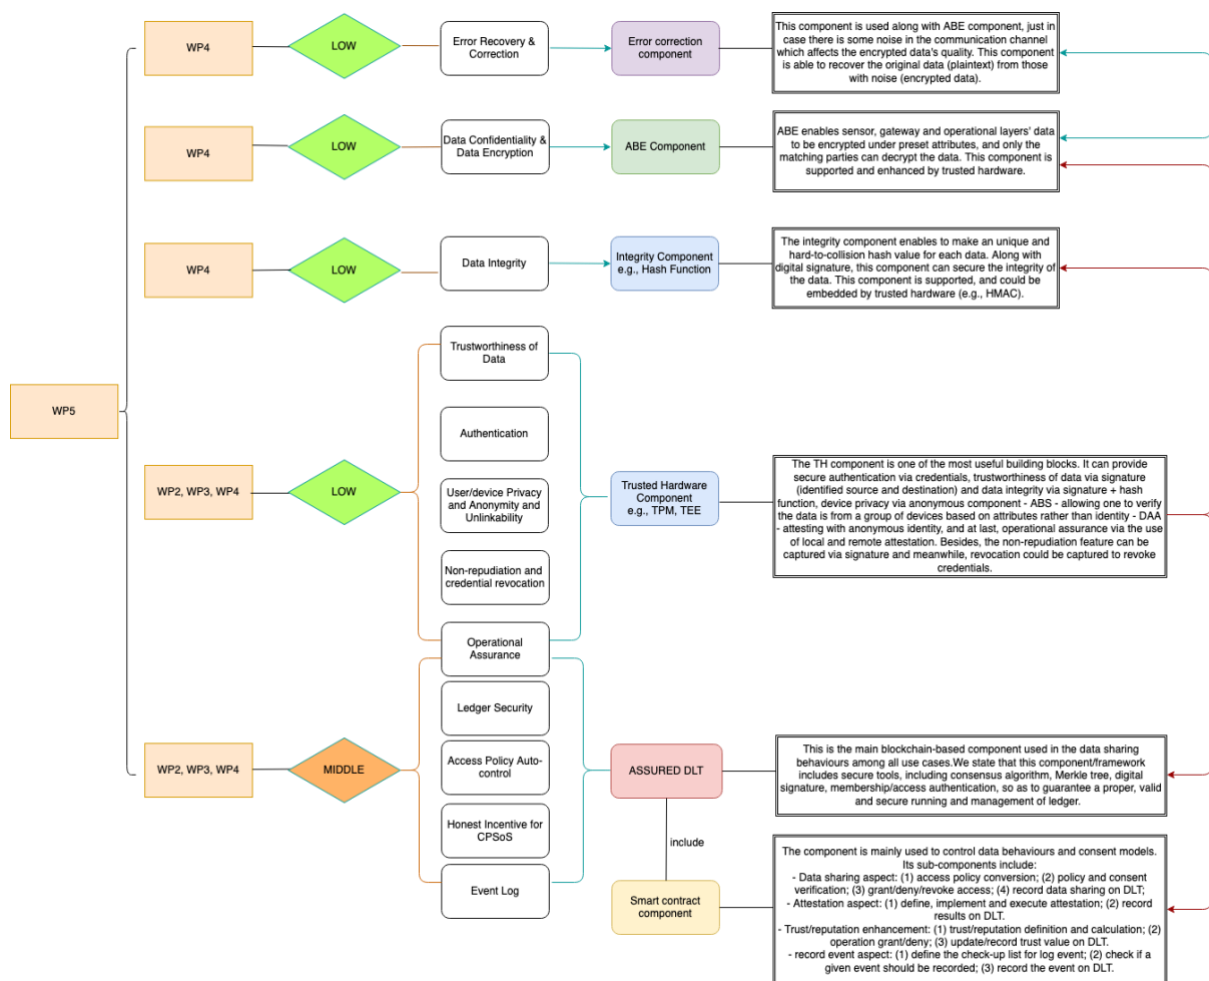 WP4
LOW
Error Recovery &
Correction
Error correction
component
This component is used along with ABE component, just in
case there is some noise in the communication channel
which affects the encrypted data's quality. This component
is able to recover the original data (plaintext) from those
with noise (encrypted data).
WP4
LOW
Data Confidentiality &
Data Encryption
ABE Component
ABE enables sensor, gateway and operational layers' data
to be encrypted under preset attributes, and only the
matching parties can decrypt the data. This component is
supported and enhanced by trusted hardware.
WP4
LOW
Data Integrity
Integrity Component
e.g., Hash Function
The integrity component enables to make an unique and
hard-to-collision hash value for each data. Along with
digital signature, this component can secure the integrity of
the data. This component is supported, and could be
embedded by trusted hardware (e.g., HMAC).
WP5
WP2, WP3, WP4
LOW
Trustworthiness of
Data
Authentication
User/device Privacy
and Anonymity and
Unlinkability
Non-repudiation and
credential revocation
Operational
Assurance
Trusted Hardware
Component
e.g., TPM, TEE
The TH component is one of the most useful building blocks. It can provide
secure authentication via credentials, trustworthiness of data via signature
(identified source and destination) and data integrity via signature + hash
function, device privacy via anonymous component - ABS - allowing one to verify
the data is from a group of devices based on attributes rather than identity - DAA
- attesting with anonymous identity, and at last, operational assurance via the use
of local and remote attestation. Besides, the non-repudiation feature can be
captured via signature and meanwhile, revocation could be captured to revoke
credentials.
WP2, WP3, WP4
MIDDLE
Ledger Security
Access Policy Auto-
control
Honest Incentive for
CPSoS
Event Log
ASSURED DLT
This is the main blockchain-based component used in the data sharing
behaviours among all use cases.We state that this component/framework
includes secure tools, including consensus algorithm, Merkle tree, digital
signature, membership/access authentication, so as to guarantee a proper, valid
and secure running and management of ledger.
include
Smart contract
component
The component is mainly used to control data behaviours and consent models.
Its sub-components include:
- Data sharing aspect: (1) access policy conversion; (2) policy and consent
verification; (3) grant/deny/revoke access; (4) record data sharing on DLT;
- Attestation aspect: (1) define, implement and execute attestation; (2) record
results on DLT.
- Trust/reputation enhancement: (1) trust/reputation definition and calculation; (2)
operation grant/deny; (3) update/record trust value on DLT.
- record event aspect: (1) define the check-up list for log event; (2) check if a
given event should be recorded; (3) record the event on DLT.